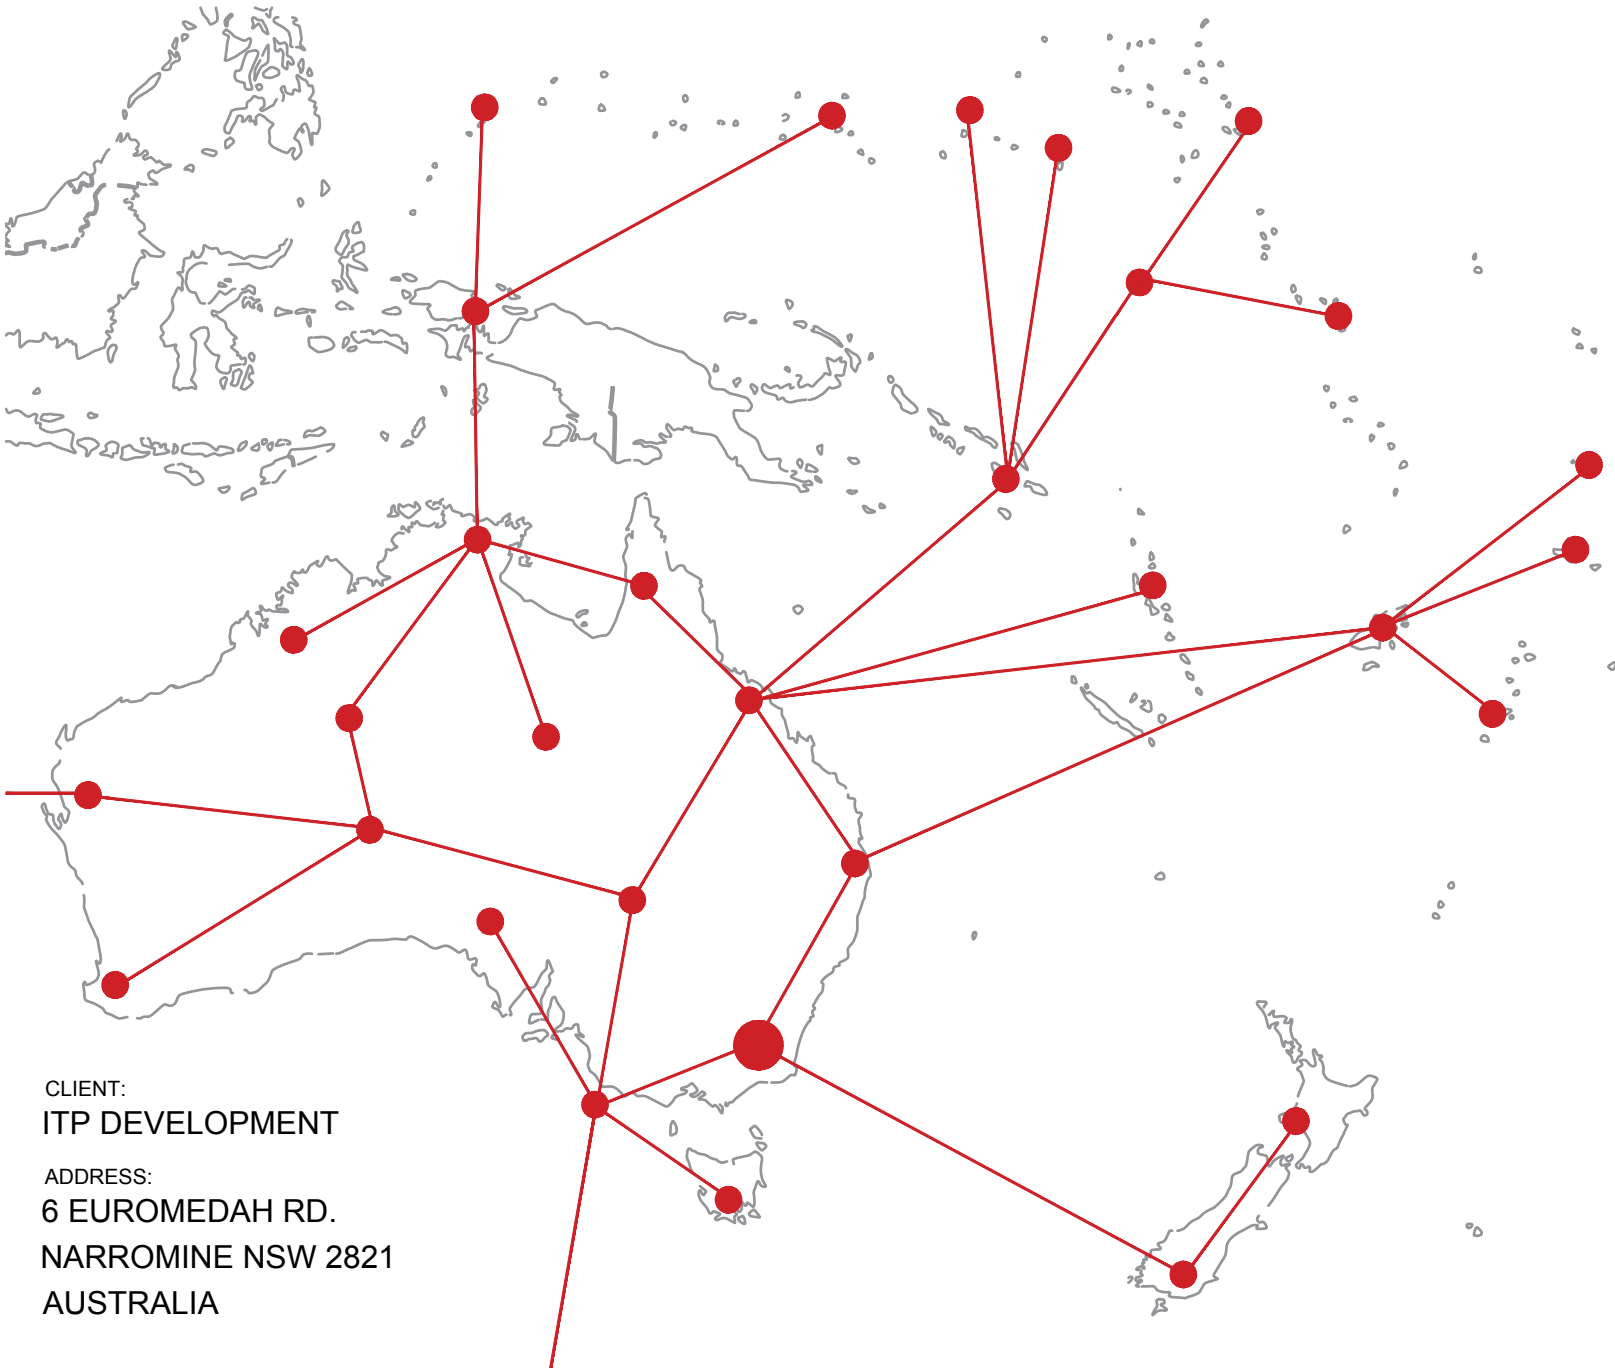 CLIENT:
ITP DEVELOPMENT
ADDRESS:
6 EUROMEDAH RD.
NARROMINE NSW 2821
AUSTRALIA